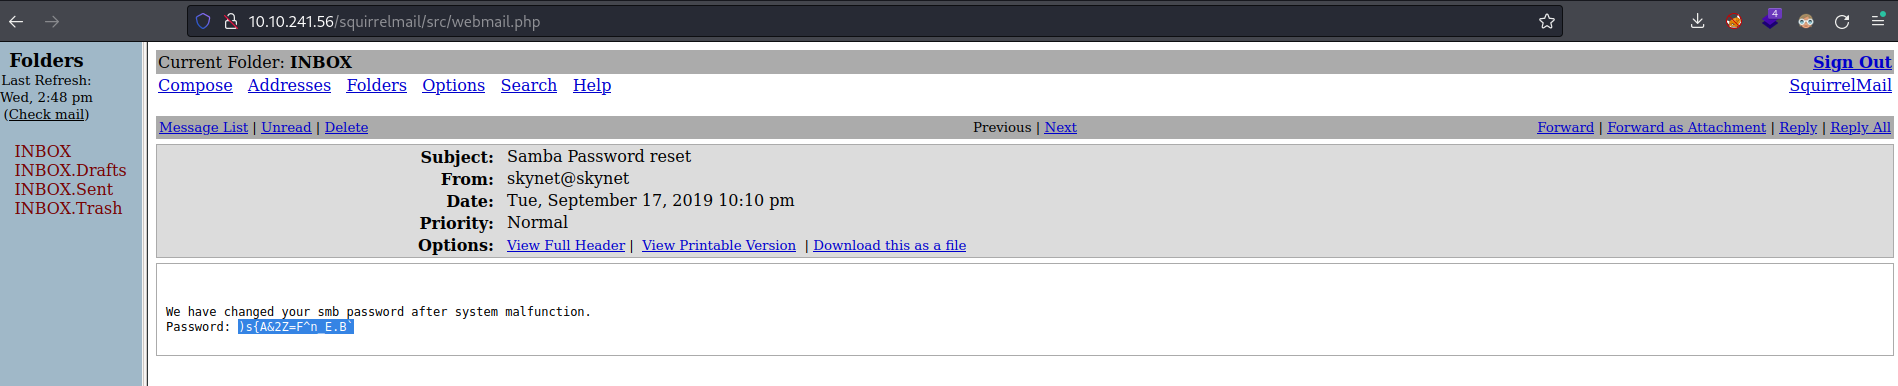 10.10.241.56/squirrelmail/src/webmail.php
4
Folders
Last Refresh:
Wed, 2:48 pm
(Check mail)
INBOX
INBOX.Drafts
INBOX.Sent
INBOX.Trash
Current Folder: INBOX
Sign Out
Compose Addresses Folders Options Search Help
SquirrelMail
Message List | Unread | Delete
Previous | Next
Forward | Forward as Attachment | Reply | Reply All
Subject: Samba Password reset
From: skynet@skynet
Date: Tue, September 17, 2019 10:10 pm
Priority: Normal
Options: View Full Header | View Printable Version | Download this as a file
We have changed your smb password after system malfunction.
Password: )s{A&2Z=F^n_E.B`